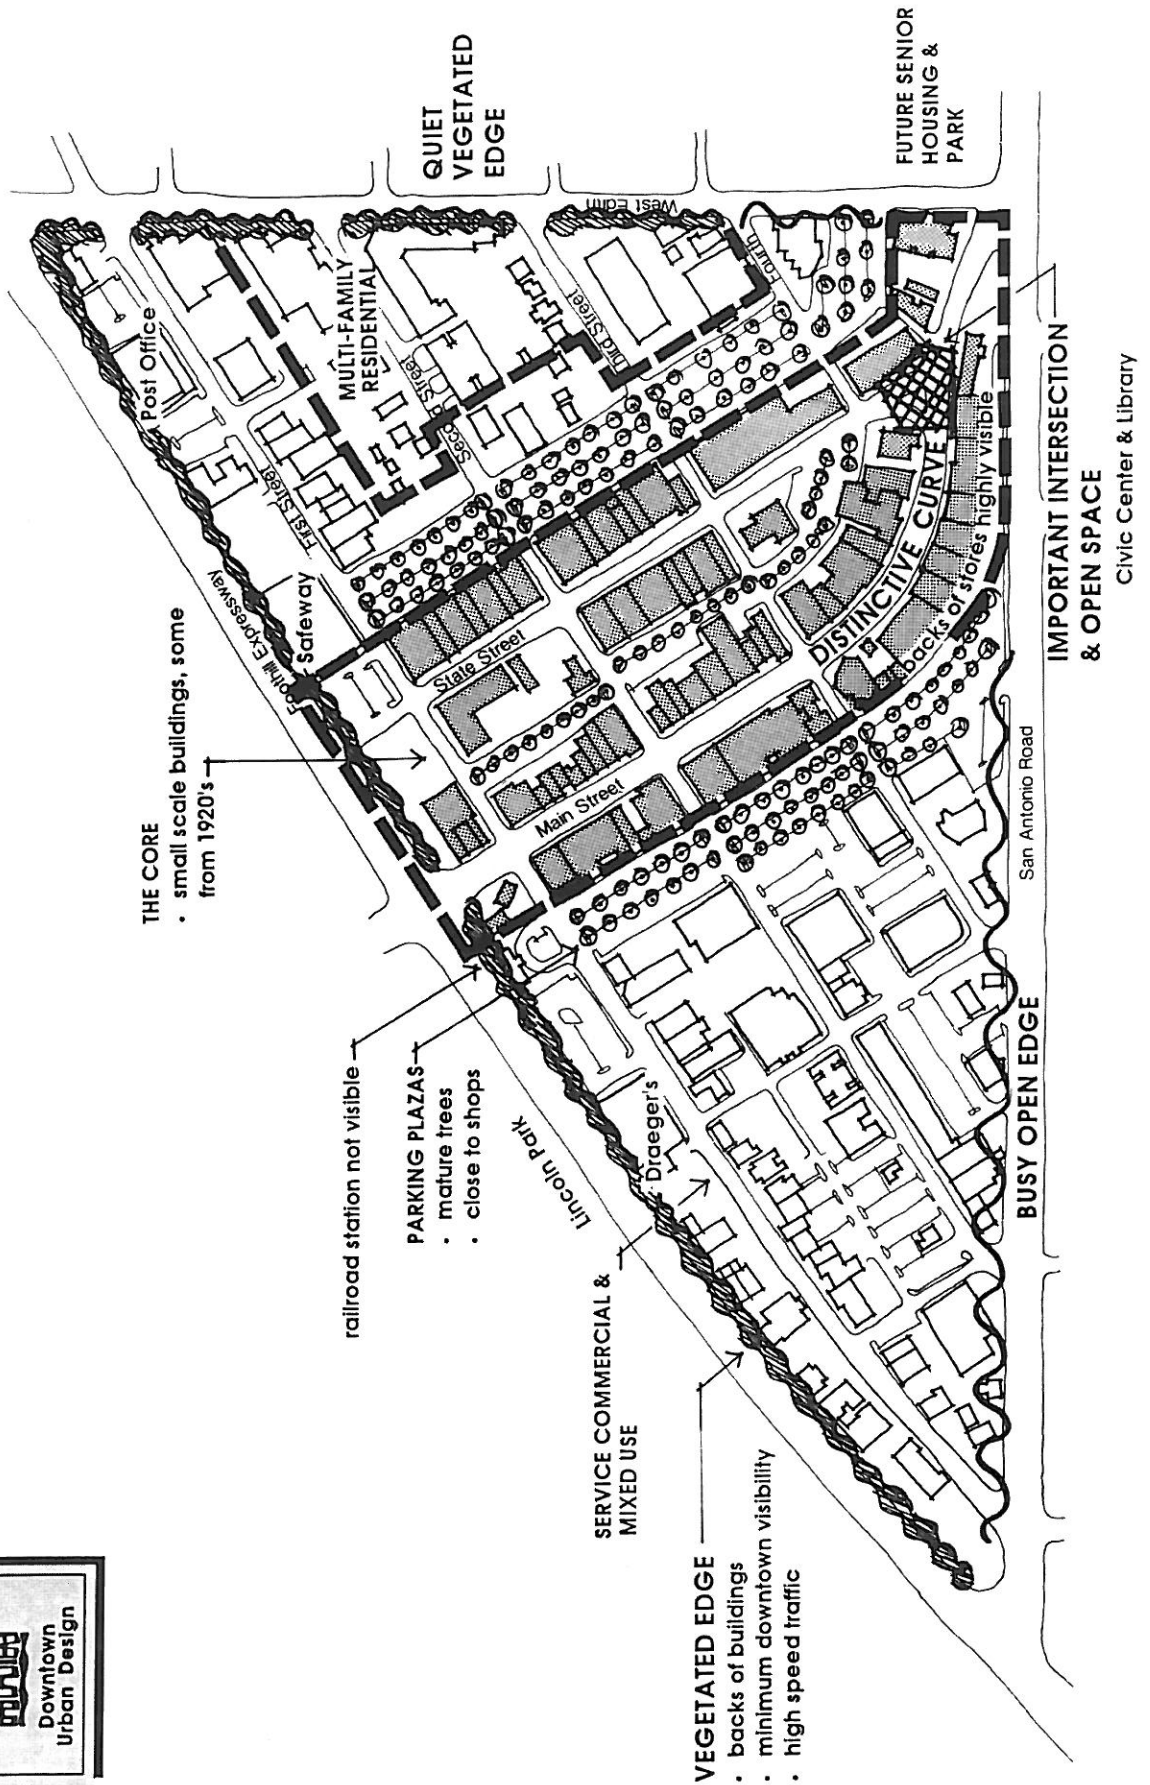 Downtown
Urban Design
THE CORE
· small scale buildings, some
from 1920's
railroad station not visible
PARKING PLAZAS
· mature trees
· close to shops
SERVICE COMMERCIAL &
MIXED USE
VEGETATED EDGE
· backs of buildings
· minimum downtown visibility
· high speed traffic
Lincoln Park
Foothill Expressway
Draeger's
Safeway
Post Office
First Street
MULTI-FAMILY
RESIDENTIAL
Second Street
Third Street
Fourth
West Edith
QUIET
VEGETATED
EDGE
State Street
Main Street
DISTINCTIVE CURVE
backs of stores highly visible
FUTURE SENIOR
HOUSING &
PARK
BUSY OPEN EDGE
San Antonio Road
IMPORTANT INTERSECTION
& OPEN SPACE
Civic Center & Library